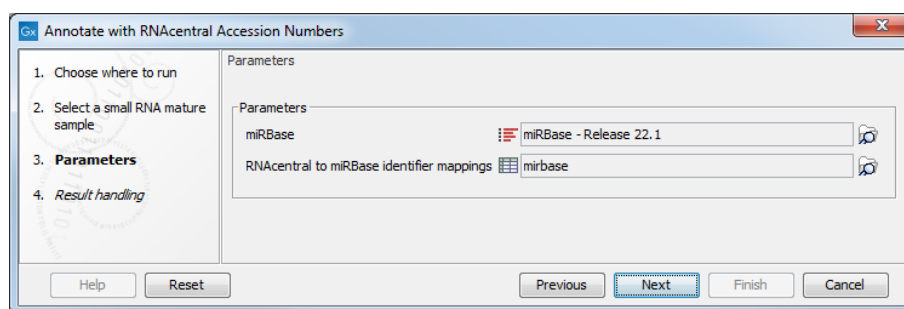 Gx Annotate with RNAcentral Accession Numbers
1. Choose where to run
2. Select a small RNA mature
sample
3. Parameters
4. Result handling
Parameters
Parameters
miRBase miRBase - Release 22.1
RNAcentral to miRBase identifier mappings mirbase
Help Reset Previous Next Finish Cancel